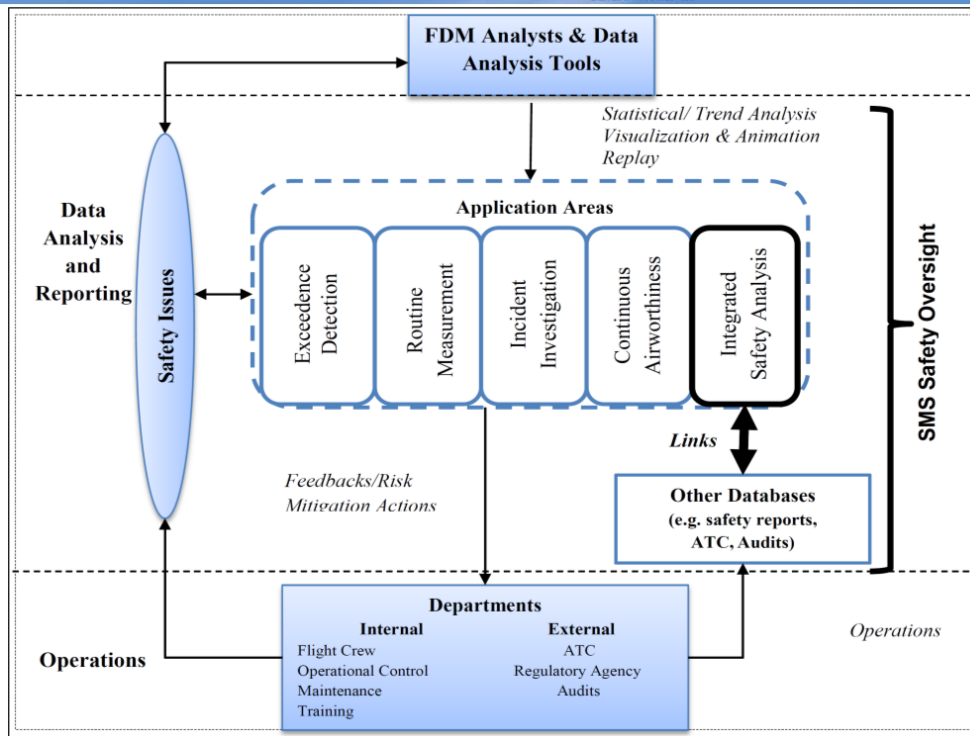 FDM Analysts & Data
Analysis Tools
Statistical/ Trend Analysis
Visualization & Animation
Replay
Data
Analysis
and
Reporting
Safety Issues
Application Areas
Exceedence
Detection
Routine
Measurement
Incident
Investigation
Continuous
Airworthiness
Integrated
Safety Analysis
SMS Safety Oversight
Links
Feedbacks/Risk
Mitigation Actions
Other Databases
(e.g. safety reports,
ATC, Audits)
Operations
Departments
Internal
Flight Crew
Operational Control
Maintenance
Training
External
ATC
Regulatory Agency
Audits
Operations